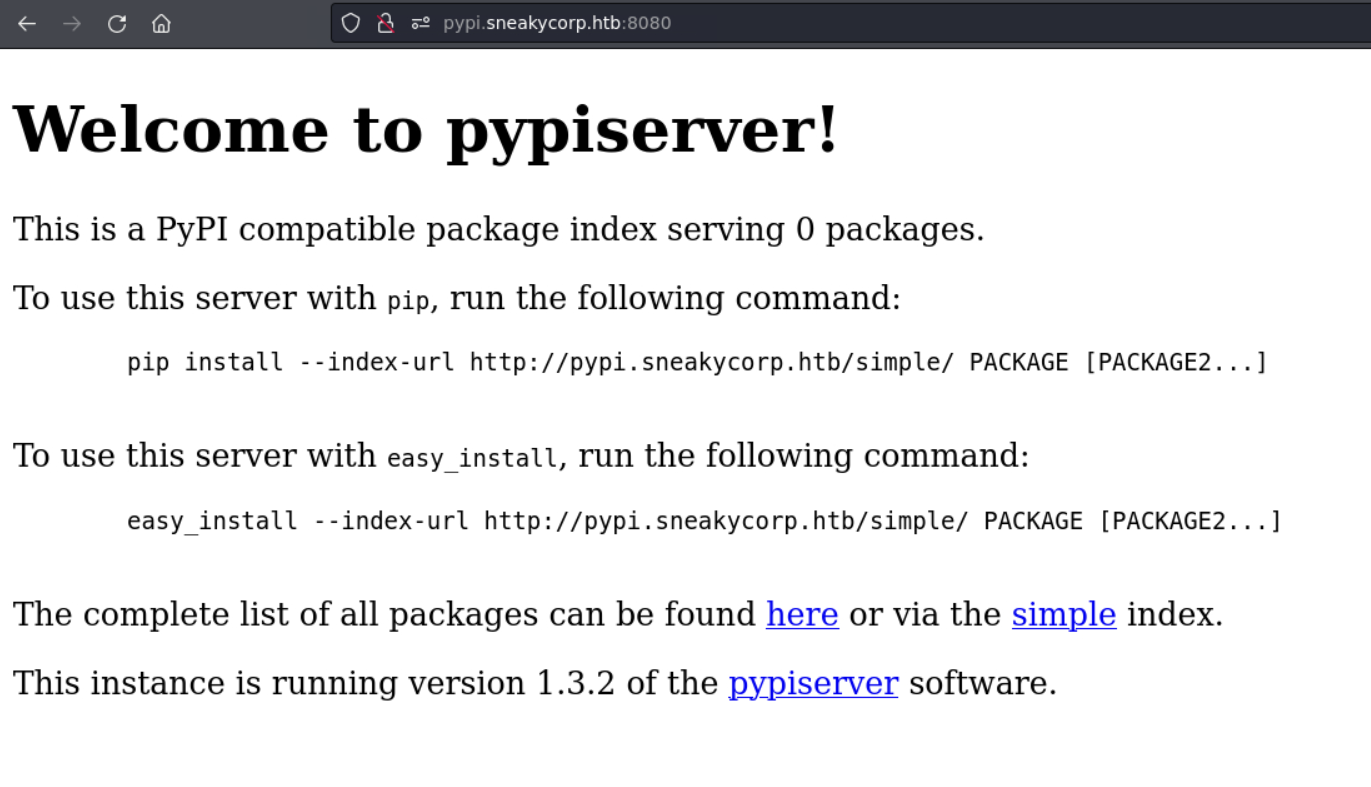 pypi.sneakycorp.htb:8080
Welcome to pypiserver!
This is a PyPI compatible package index serving 0 packages.
To use this server with pip, run the following command:
pip install --index-url http://pypi.sneakycorp.htb/simple/ PACKAGE [PACKAGE2...]
To use this server with easy_install, run the following command:
easy_install --index-url http://pypi.sneakycorp.htb/simple/ PACKAGE [PACKAGE2...]
The complete list of all packages can be found here or via the simple index.
This instance is running version 1.3.2 of the pypiserver software.